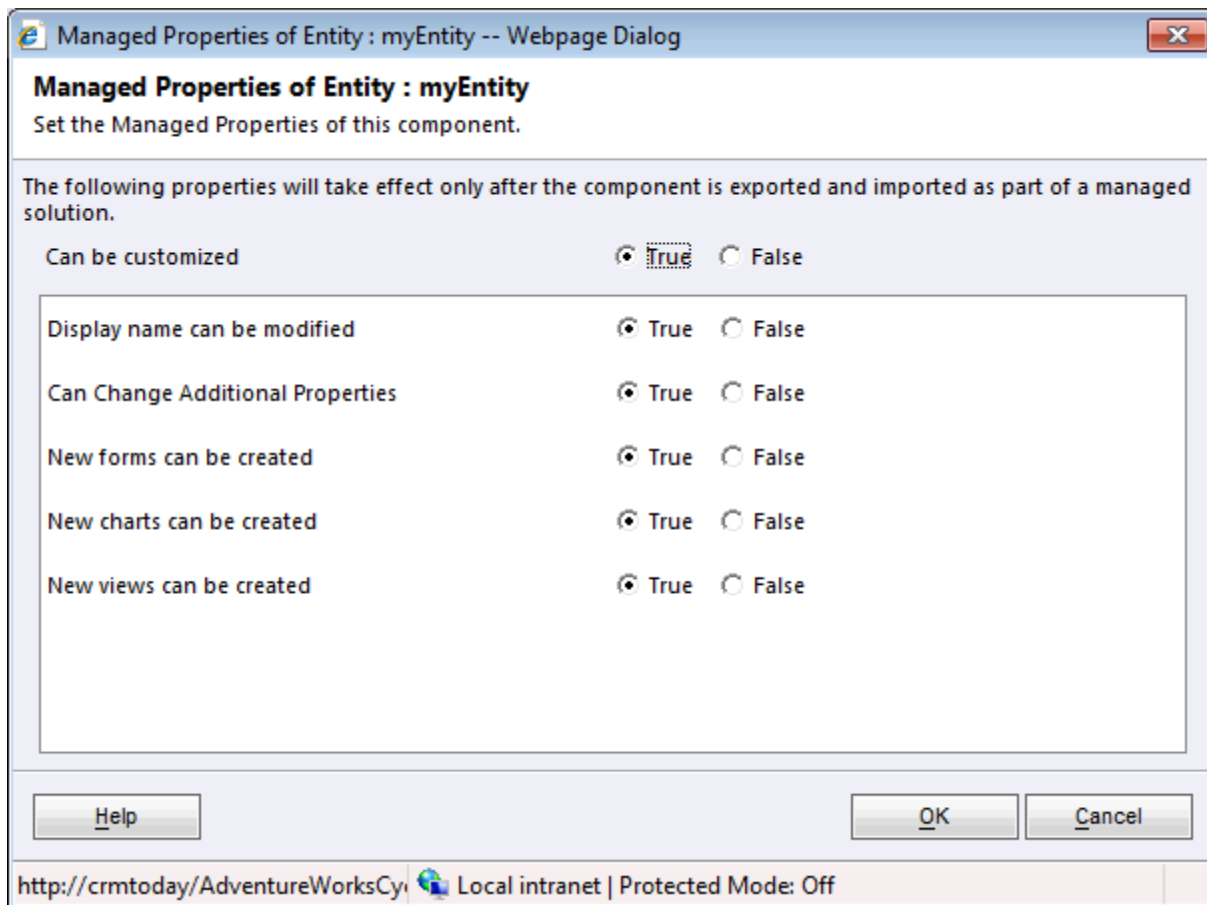 Managed Properties of Entity : myEntity -- Webpage Dialog
Managed Properties of Entity : myEntity
Set the Managed Properties of this component.
The following properties will take effect only after the component is exported and imported as part of a managed
solution.
Can be customized True False
Display name can be modified True False
Can Change Additional Properties True False
New forms can be created True False
New charts can be created True False
New views can be created True False
Help OK Cancel
http://crmtoday/AdventureWorksCy Local intranet | Protected Mode: Off